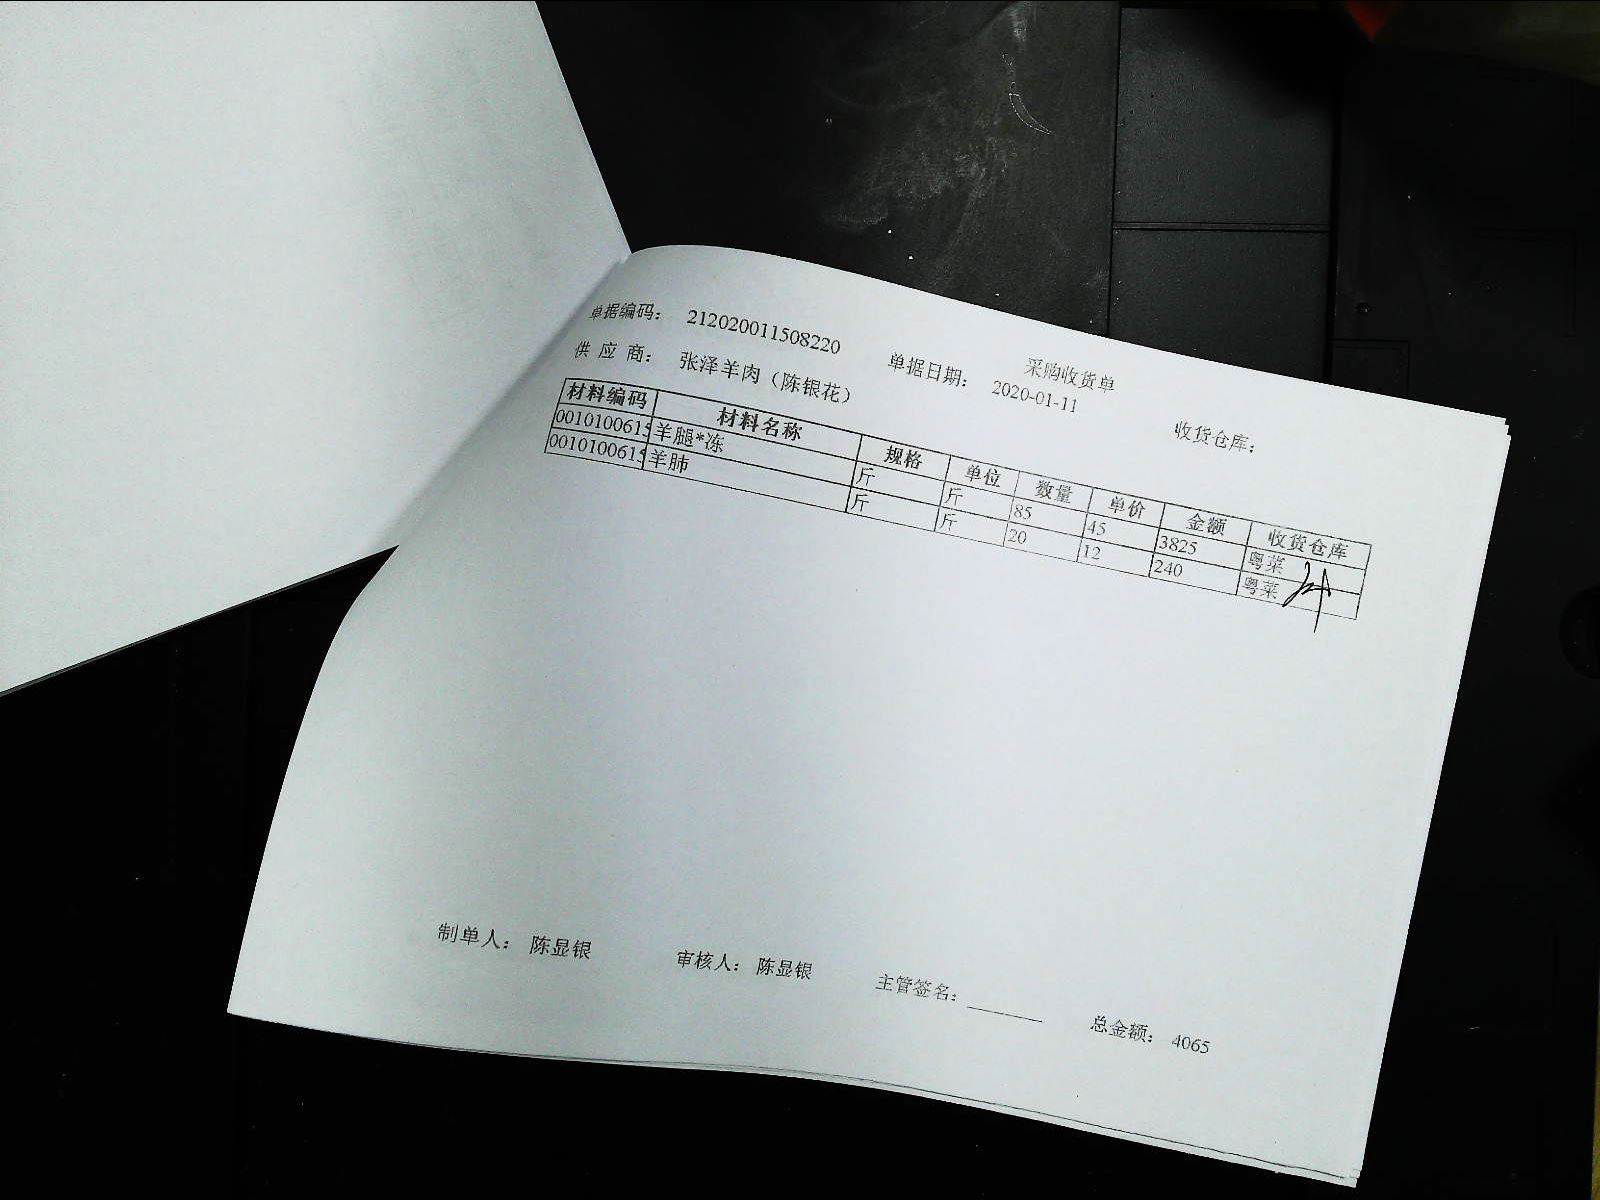 采购收货单
单据编码： 212020011508220 单据日期： 2020-01-11 收货仓库：
供 应 商： 张泽羊肉（陈银花）
材料编码 材料名称 规格 单位 数量 单价 金额 收货仓库
0010100615 羊腿*冻 斤 斤 85 45 3825 粤菜
0010100615 羊肺 斤 斤 20 12 240 粤菜
制单人： 陈显银 审核人： 陈显银 主管签名： 总金额： 4065